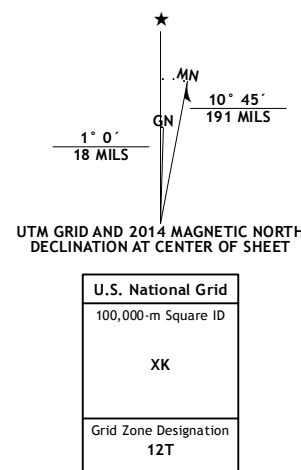 ★
MN
GN
1° 0´
18 MILS
10° 45´
191 MILS
UTM GRID AND 2014 MAGNETIC NORTH
DECLINATION AT CENTER OF SHEET
U.S. National Grid
100,000-m Square ID
XK
Grid Zone Designation
12T